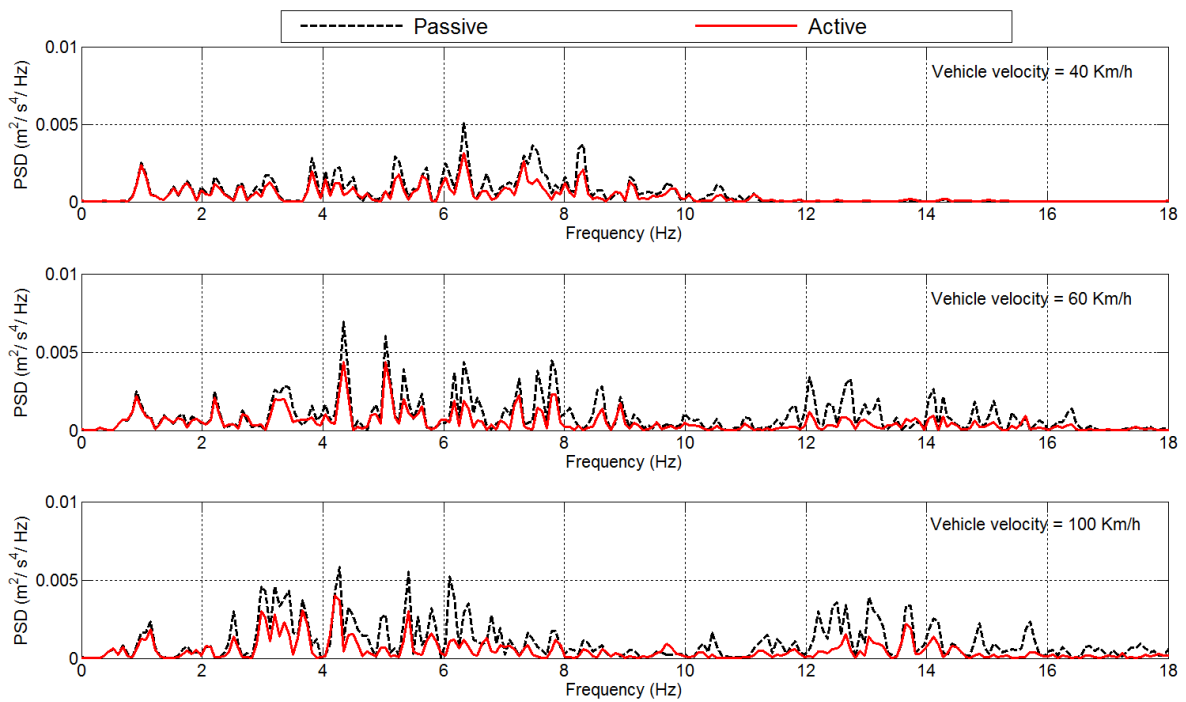 Passive Active
0.01
0.005
0
PSD (m²/ s⁴/ Hz)
Vehicle velocity = 40 Km/h
0 2 4 6 8 10 12 14 16 18
Frequency (Hz)
0.01
0.005
0
PSD (m²/ s⁴/ Hz)
Vehicle velocity = 60 Km/h
0 2 4 6 8 10 12 14 16 18
Frequency (Hz)
0.01
0.005
0
PSD (m²/ s⁴/ Hz)
Vehicle velocity = 100 Km/h
0 2 4 6 8 10 12 14 16 18
Frequency (Hz)